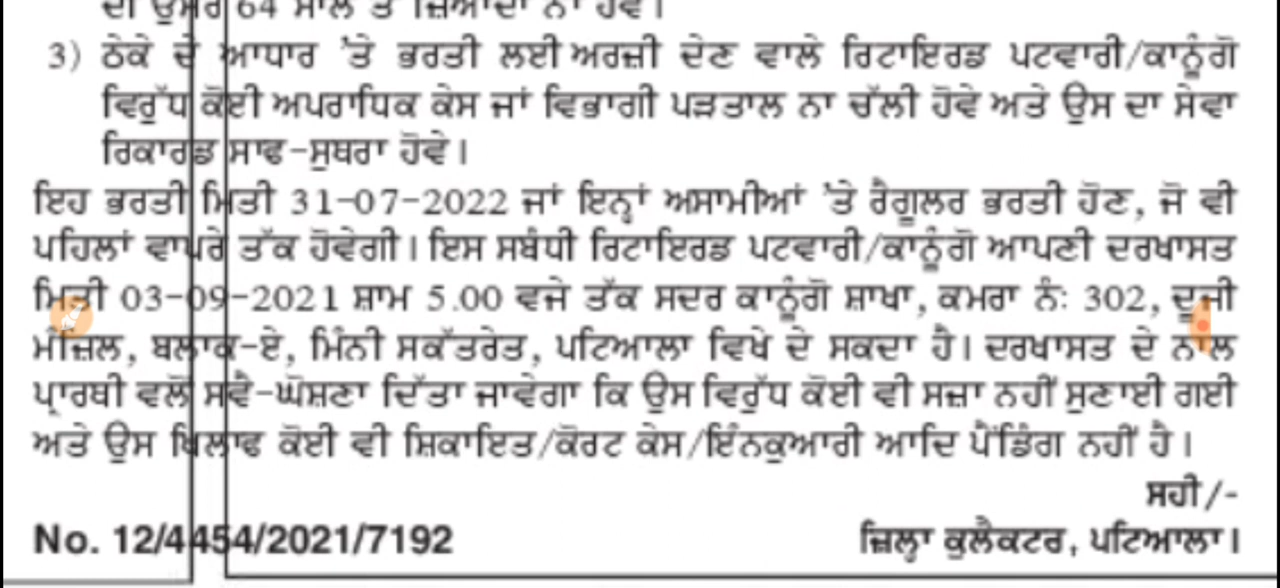 ਦੀ ਉਮਰ 64 ਸਾਲ ਤੋਂ ਜ਼ਿਆਦਾ ਨਾ ਹੋਵੇ।
3) ਠੇਕੇ ਦੇ ਆਧਾਰ 'ਤੇ ਭਰਤੀ ਲਈ ਅਰਜ਼ੀ ਦੇਣ ਵਾਲੇ ਰਿਟਾਇਰਡ ਪਟਵਾਰੀ/ਕਾਨੂੰਗੋ
ਵਿਰੁੱਧ ਕੋਈ ਅਪਰਾਧਿਕ ਕੇਸ ਜਾਂ ਵਿਭਾਗੀ ਪੜਤਾਲ ਨਾ ਚੱਲੀ ਹੋਵੇ ਅਤੇ ਉਸ ਦਾ ਸੇਵਾ
ਰਿਕਾਰਡ ਸਾਫ-ਸੁਥਰਾ ਹੋਵੇ।
ਇਹ ਭਰਤੀ ਮਿਤੀ 31-07-2022 ਜਾਂ ਇਨ੍ਹਾਂ ਅਸਾਮੀਆਂ 'ਤੇ ਰੈਗੂਲਰ ਭਰਤੀ ਹੋਣ, ਜੋ ਵੀ
ਪਹਿਲਾਂ ਵਾਪਰੇ ਤੱਕ ਹੋਵੇਗੀ। ਇਸ ਸਬੰਧੀ ਰਿਟਾਇਰਡ ਪਟਵਾਰੀ/ਕਾਨੂੰਗੋ ਆਪਣੀ ਦਰਖਾਸਤ
ਮਿਤੀ 03-09-2021 ਸ਼ਾਮ 5.00 ਵਜੇ ਤੱਕ ਸਦਰ ਕਾਨੂੰਗੋ ਸ਼ਾਖਾ, ਕਮਰਾ ਨੰ: 302, ਦੂਜੀ
ਮੰਜ਼ਿਲ, ਬਲਾਕ-ਏ, ਮਿੰਨੀ ਸਕੱਤਰੇਤ, ਪਟਿਆਲਾ ਵਿਖੇ ਦੇ ਸਕਦਾ ਹੈ। ਦਰਖਾਸਤ ਦੇ ਨਾਲ
ਪ੍ਰਾਰਥੀ ਵਲੋਂ ਸਵੈ-ਘੋਸ਼ਣਾ ਦਿੱਤਾ ਜਾਵੇਗਾ ਕਿ ਉਸ ਵਿਰੁੱਧ ਕੋਈ ਵੀ ਸਜ਼ਾ ਨਹੀਂ ਸੁਣਾਈ ਗਈ
ਅਤੇ ਉਸ ਖਿਲਾਫ ਕੋਈ ਵੀ ਸ਼ਿਕਾਇਤ/ਕੋਰਟ ਕੇਸ/ਇੰਨਕੁਆਰੀ ਆਦਿ ਪੈਂਡਿੰਗ ਨਹੀਂ ਹੈ।
ਸਹੀ/-
No. 12/4454/2021/7192 ਜ਼ਿਲ੍ਹਾ ਕੁਲੈਕਟਰ, ਪਟਿਆਲਾ।